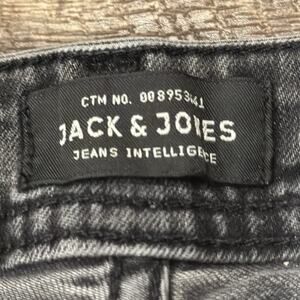 CTM NO. 00895341
JACK & JONES
JEANS INTELLIGENCE